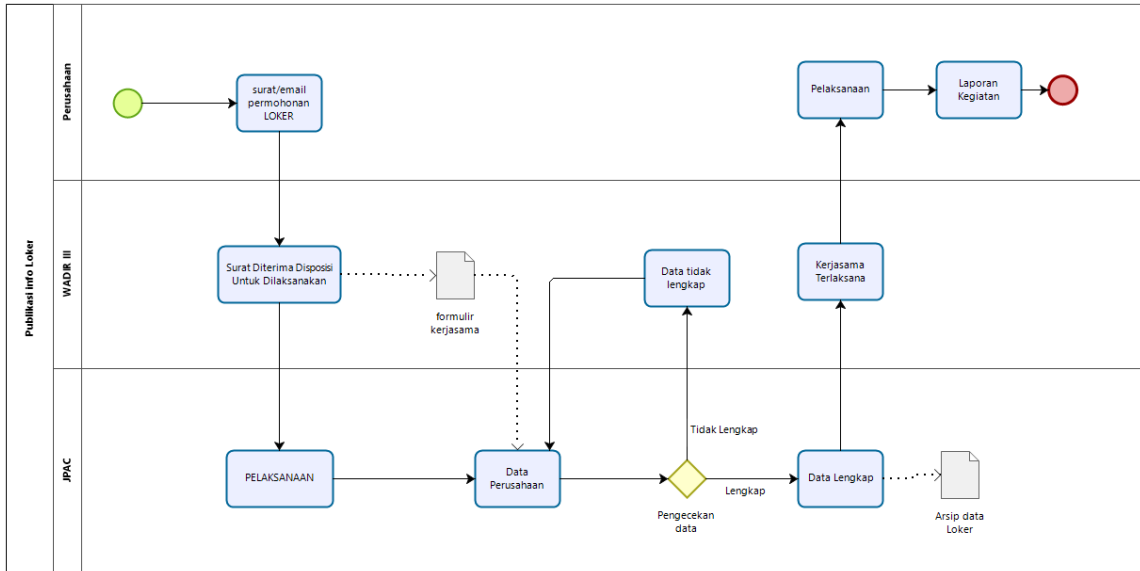 Publikasi info Loker
Perusahaan
surat/email
permohonan
LOKER
Pelaksanaan
Laporan
Kegiatan
WADIR III
Surat Diterima Disposisi
Untuk Dilaksanakan
formulir
kerjasama
Data tidak
lengkap
Kerjasama
Terlaksana
JPAC
PELAKSANAAN
Data
Perusahaan
Tidak Lengkap
Pengecekan
data
Lengkap
Data Lengkap
Arsip data
Loker